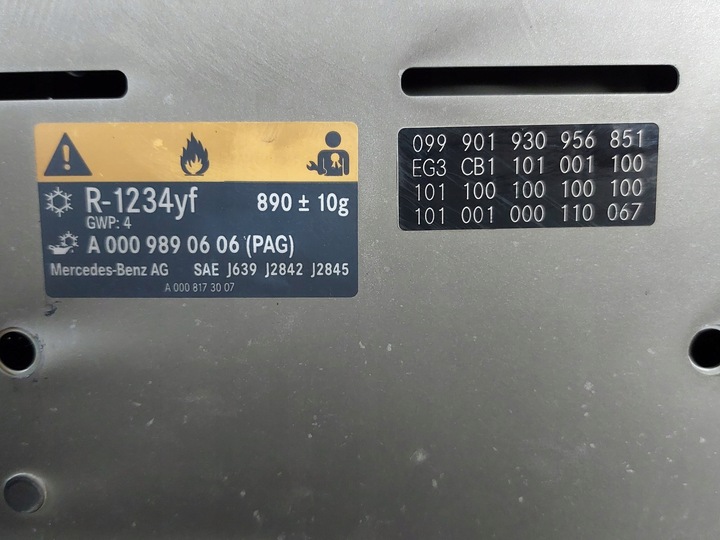 R-1234yf 890 ± 10g
GWP: 4
A 000 989 06 06 (PAG)
Mercedes-Benz AG SAE J639 J2842 J2845
A 000 817 30 07
099 901 930 956 851
EG3 CB1 101 001 100
101 100 100 100 100
101 001 000 110 067